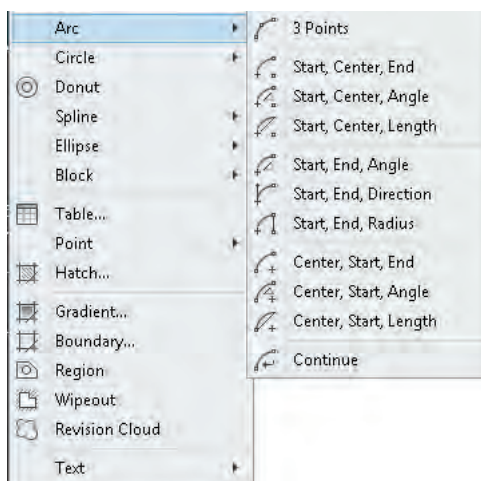 Arc
Circle
Donut
Spline
Ellipse
Block
Table...
Point
Hatch...
Gradient...
Boundary...
Region
Wipeout
Revision Cloud
Text
3 Points
Start, Center, End
Start, Center, Angle
Start, Center, Length
Start, End, Angle
Start, End, Direction
Start, End, Radius
Center, Start, End
Center, Start, Angle
Center, Start, Length
Continue